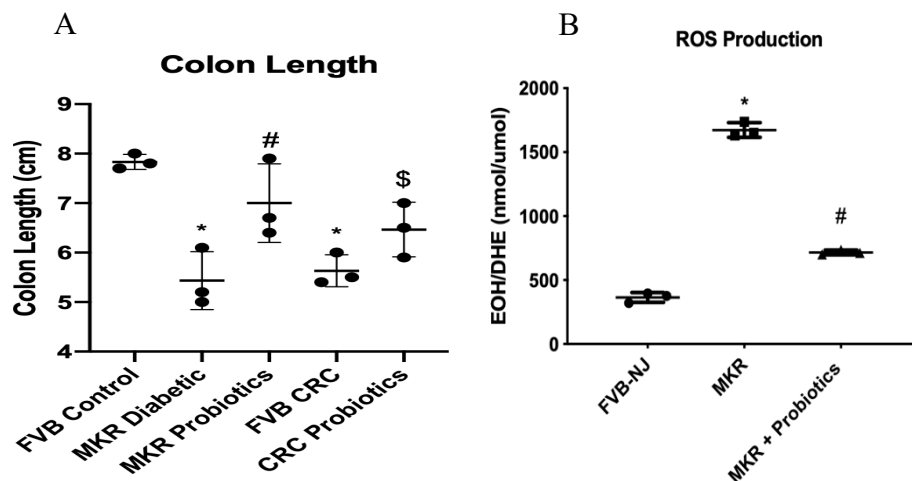 A
Colon Length
Colon Length (cm)
9
8
7
6
5
4
*
#
*
$
FVB Control
MKR Diabetic
MKR Probiotics
FVB CRC
CRC Probiotics
B
ROS Production
EOH/DHE (nmol/umol)
2000
1500
1000
500
0
*
#
FVB-NJ
MKR
MKR + Probiotics